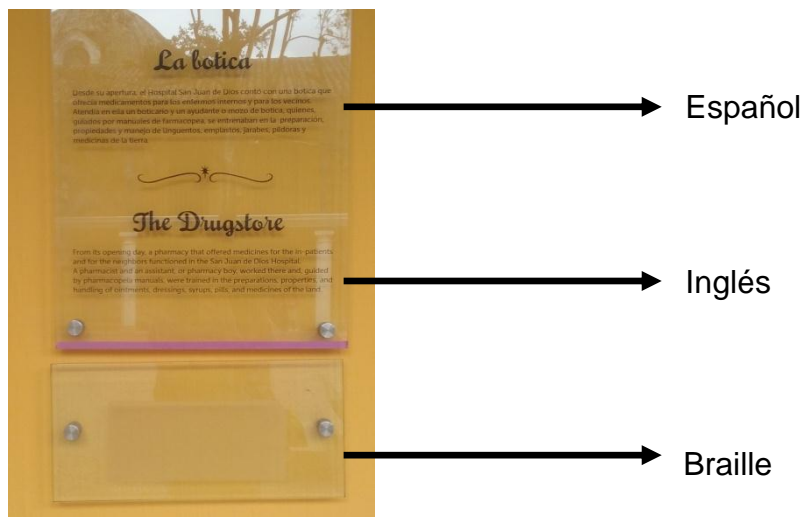 La botica
Desde su apertura, el Hospital San Juan de Dios contó con una botica que
ofrecía medicamentos para los enfermos internos y para los vecinos.
Atendía en ella un boticario y un ayudante o mozo de botica, quienes,
guiados por manuales de farmacopea, se entrenaban en la preparación,
propiedades y manejo de ungüentos, emplastos, jarabes, píldoras y
medicinas de la tierra.
Español
The Drugstore
From its opening day, a pharmacy that offered medicines for the in-patients
and for the neighbors functioned in the San Juan de Dios Hospital.
A pharmacist and an assistant, or pharmacy boy, worked there and, guided
by pharmacopeia manuals, were trained in the preparations, properties, and
handling of ointments, dressings, syrups, pills, and medicines of the land.
Inglés
Braille